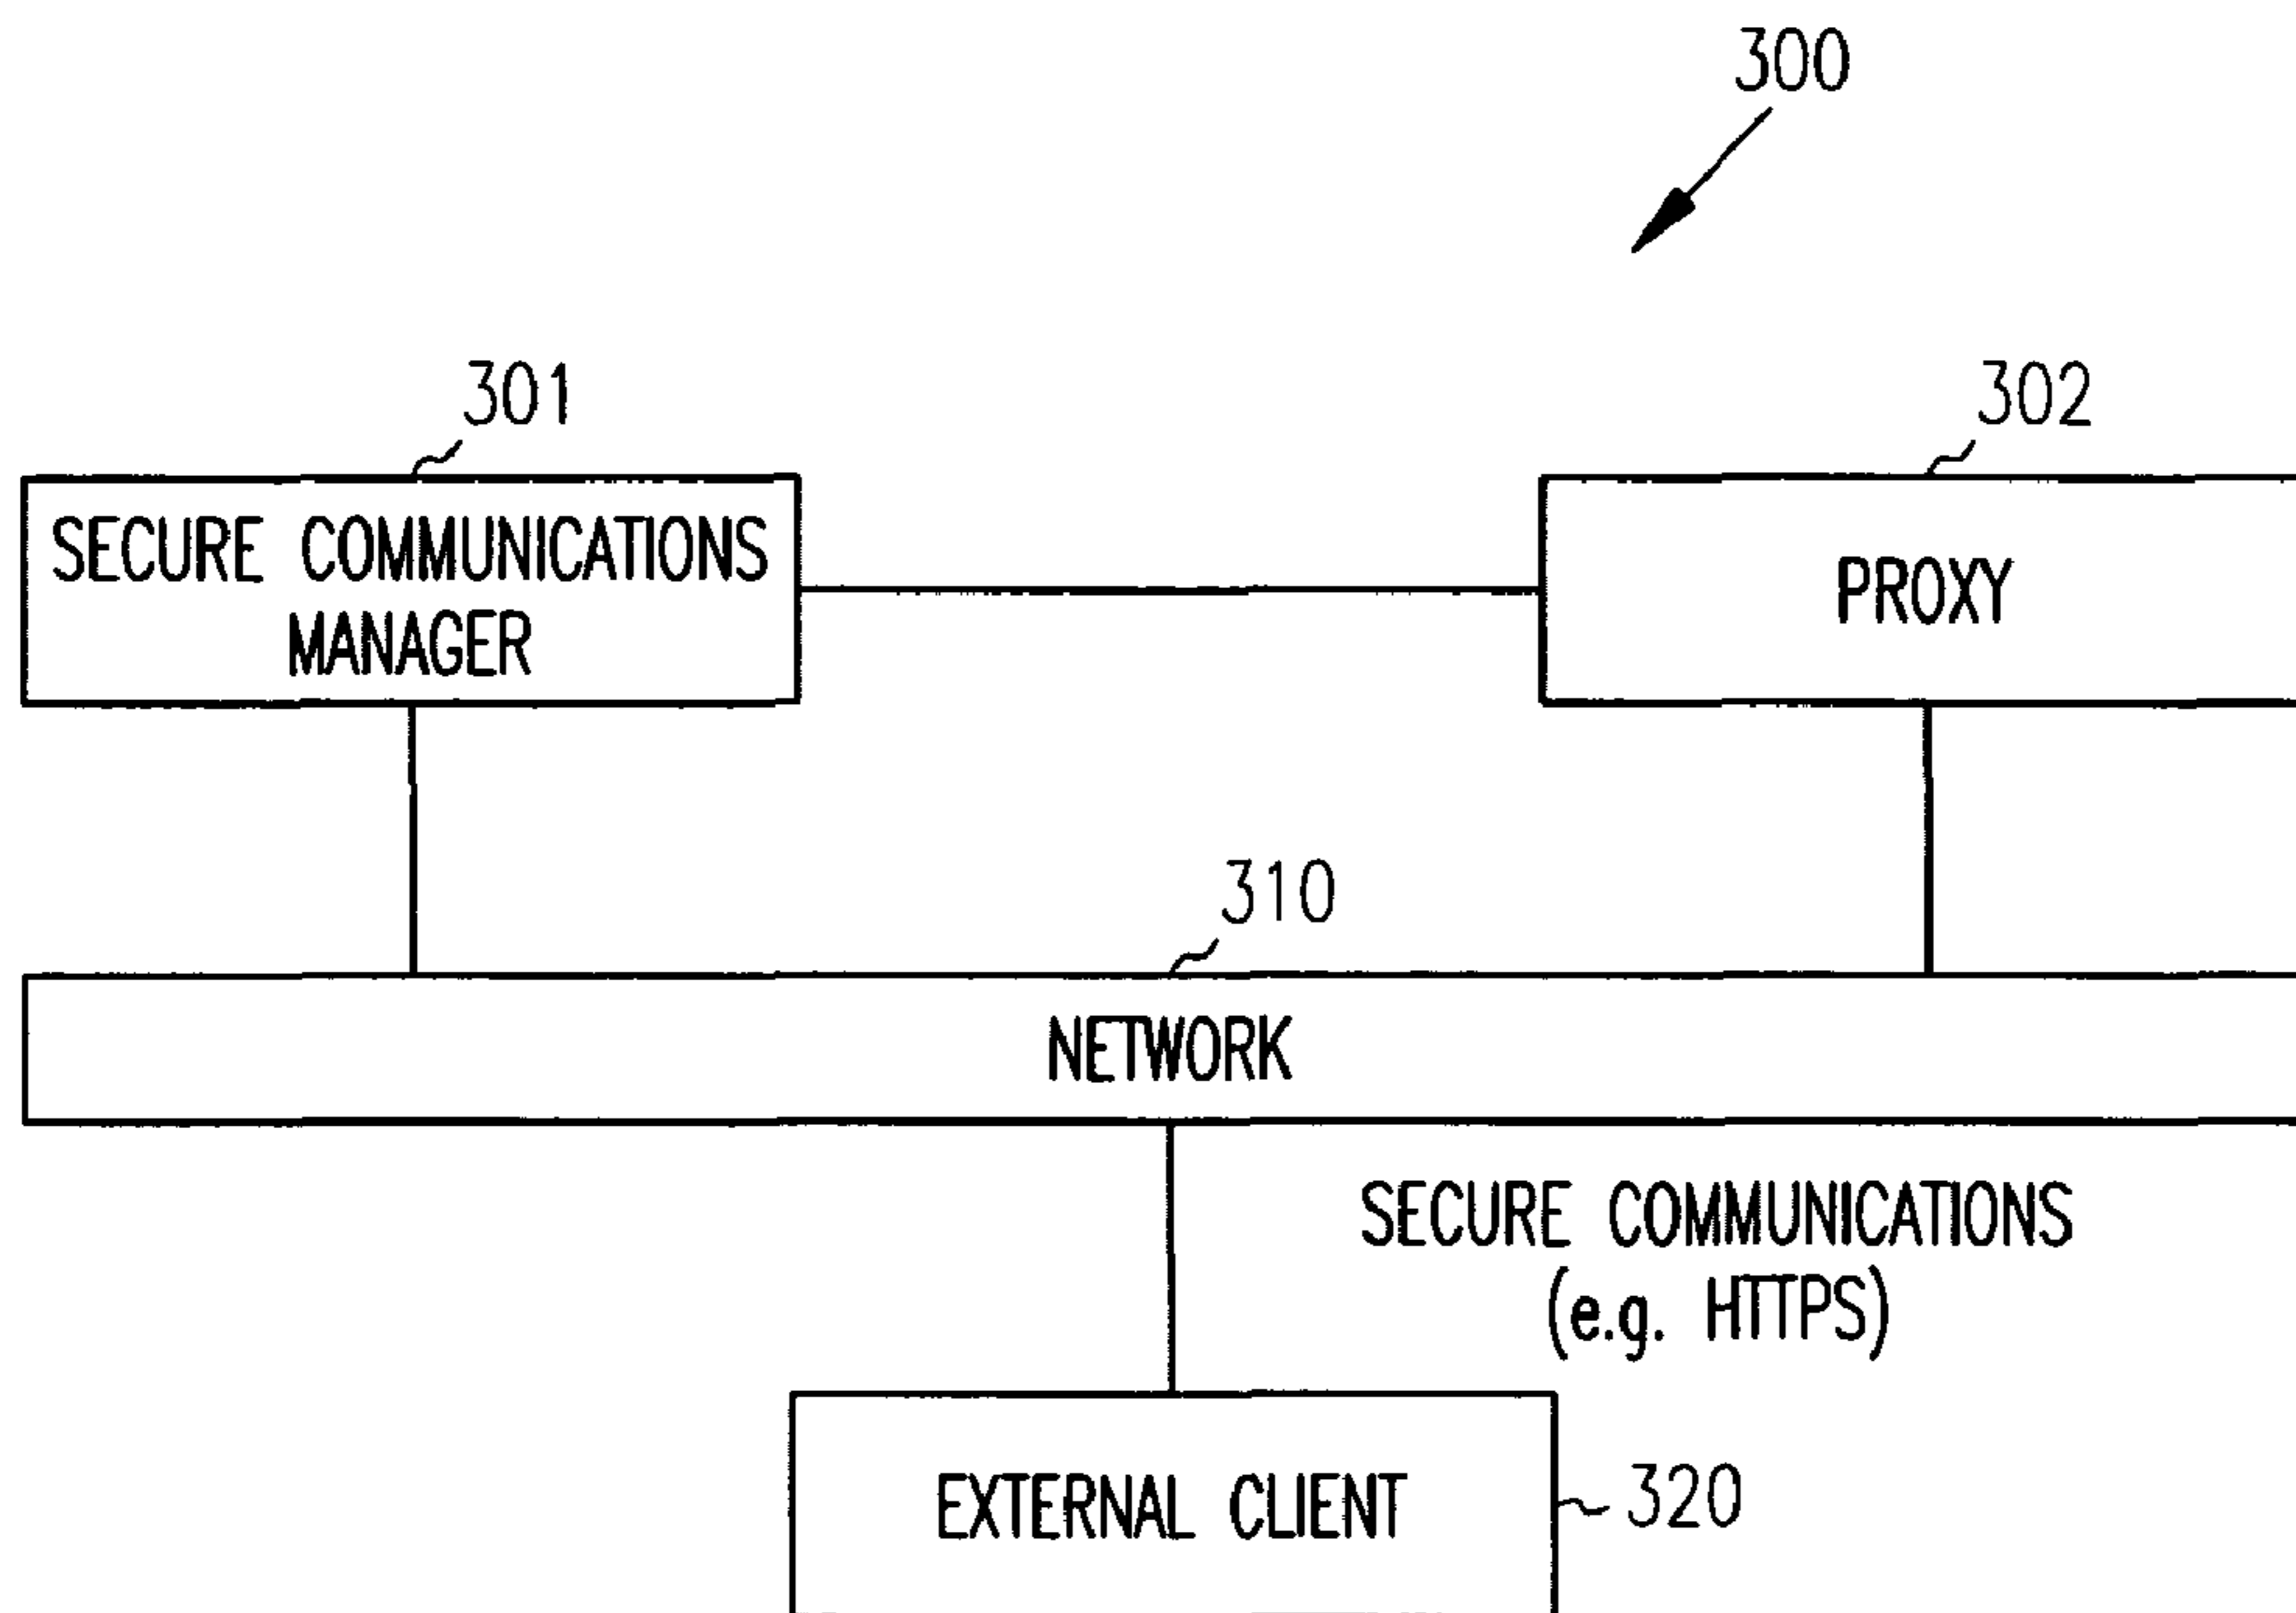 300
301
302
SECURE COMMUNICATIONS
MANAGER
PROXY
310
NETWORK
SECURE COMMUNICATIONS
(e.g. HTTPS)
EXTERNAL CLIENT
320